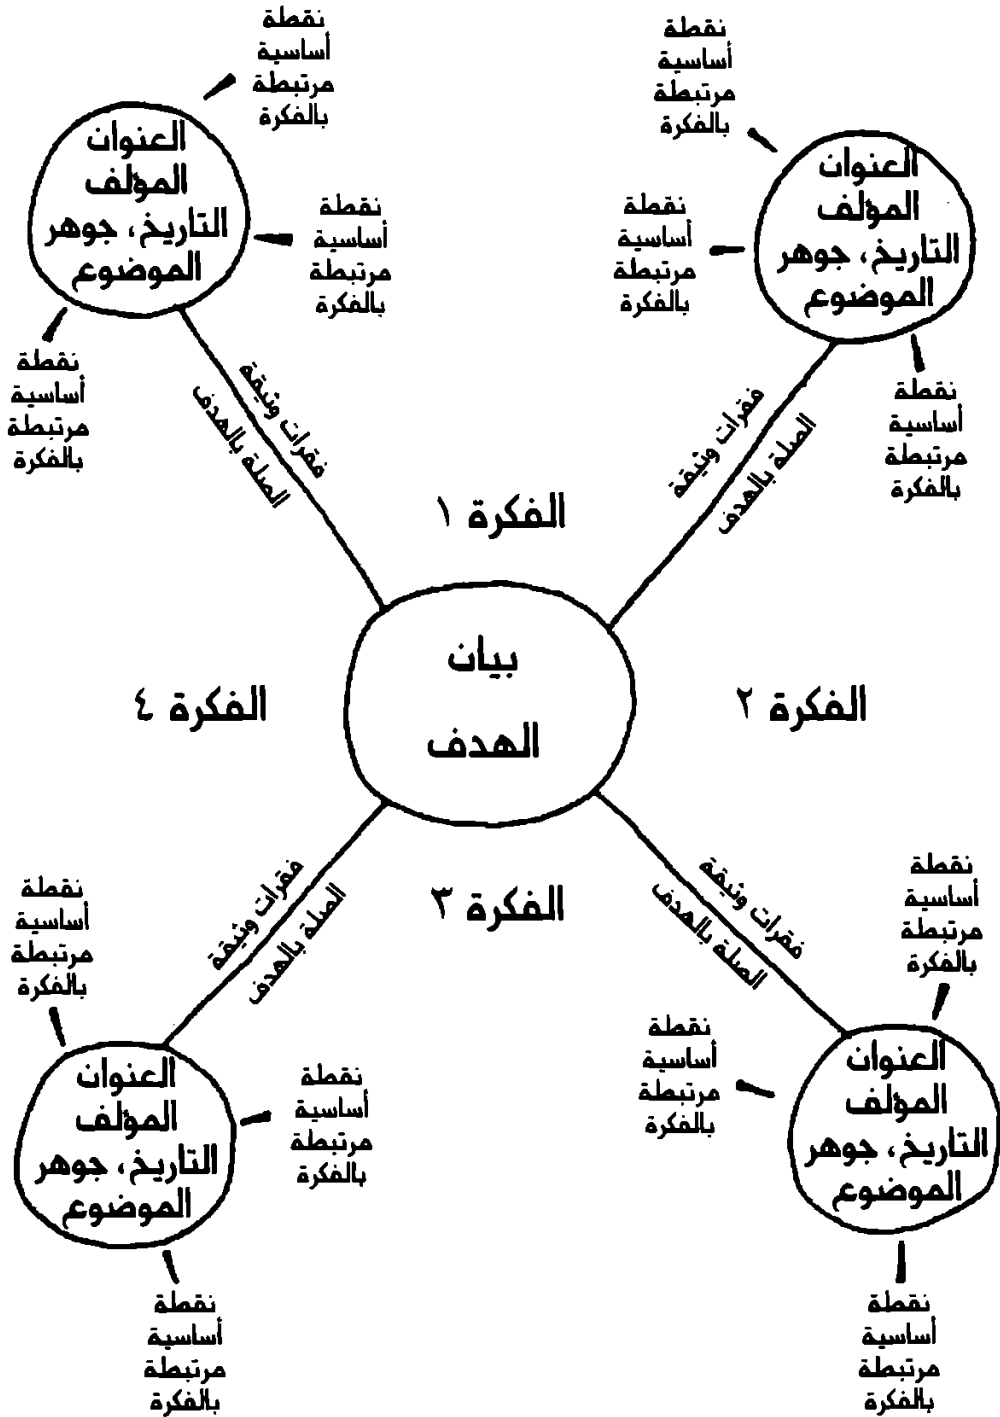 نقطة
أساسية
مرتبطة
بالفكرة
نقطة
أساسية
مرتبطة
بالفكرة
العنوان
المؤلف
التاريخ، جوهر
الموضوع
العنوان
المؤلف
التاريخ، جوهر
الموضوع
نقطة
أساسية
مرتبطة
بالفكرة
نقطة
أساسية
مرتبطة
بالفكرة
نقطة
أساسية
مرتبطة
بالفكرة
نقطة
أساسية
مرتبطة
بالفكرة
فقرات وثيقة
الصلة بالهدف
فقرات وثيقة
الصلة بالهدف
الفكرة ١
بيان
الهدف
الفكرة ٢
الفكرة ٤
الفكرة ٣
فقرات وثيقة
الصلة بالهدف
فقرات وثيقة
الصلة بالهدف
نقطة
أساسية
مرتبطة
بالفكرة
نقطة
أساسية
مرتبطة
بالفكرة
نقطة
أساسية
مرتبطة
بالفكرة
العنوان
المؤلف
التاريخ، جوهر
الموضوع
نقطة
أساسية
مرتبطة
بالفكرة
العنوان
المؤلف
التاريخ، جوهر
الموضوع
نقطة
أساسية
مرتبطة
بالفكرة
نقطة
أساسية
مرتبطة
بالفكرة